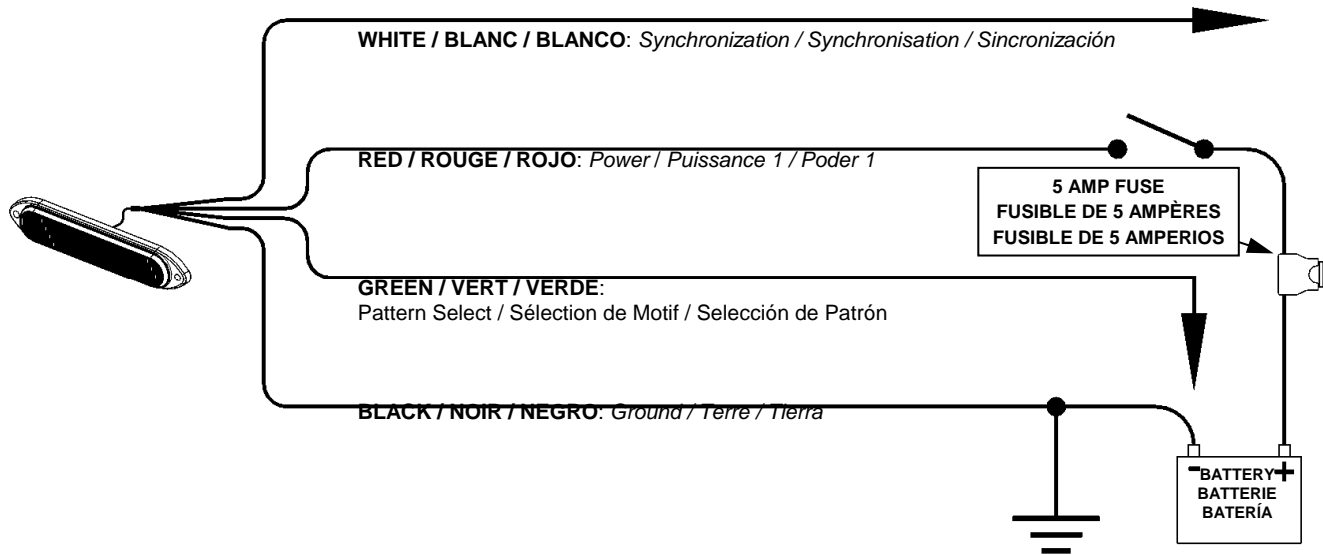 WHITE / BLANC / BLANCO: Synchronization / Synchronisation / Sincronización
RED / ROUGE / ROJO: Power / Puissance 1 / Poder 1
5 AMP FUSE
FUSIBLE DE 5 AMPÈRES
FUSIBLE DE 5 AMPERIOS
GREEN / VERT / VERDE:
Pattern Select / Sélection de Motif / Selección de Patrón
BLACK / NOIR / NEGRO: Ground / Terre / Tierra
- BATTERY +
BATTERIE
BATERÍA